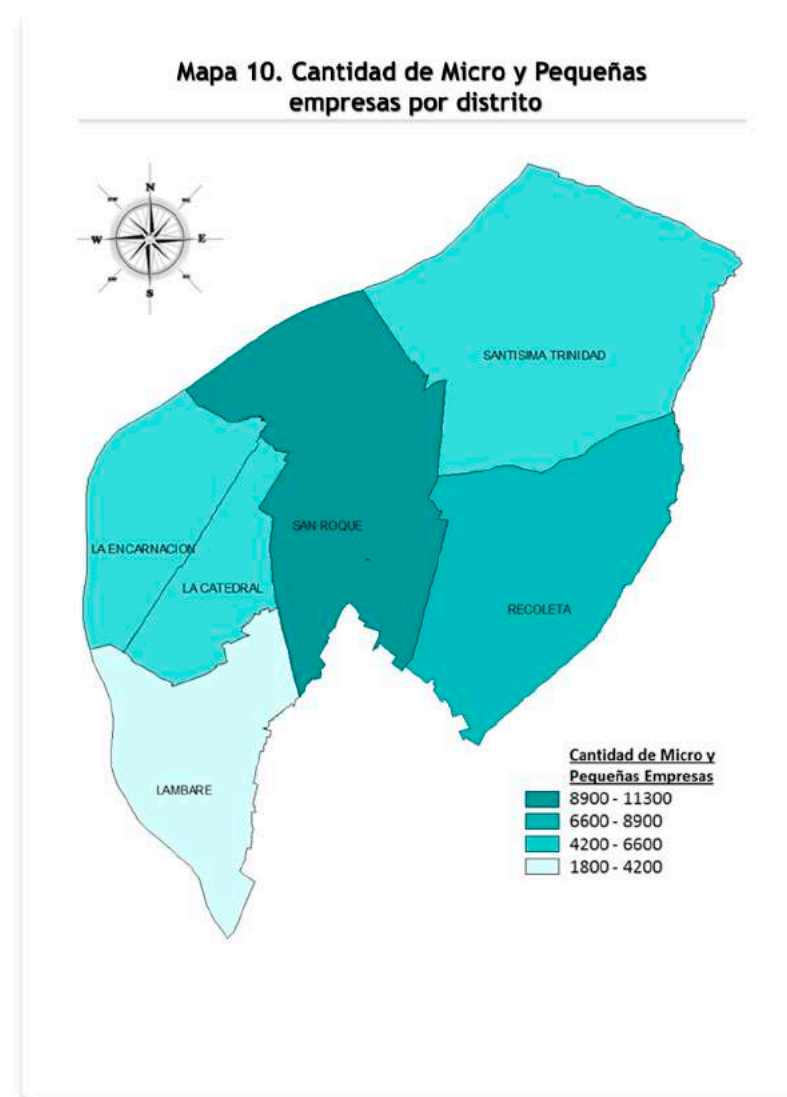 Mapa 10. Cantidad de Micro y Pequeñas
empresas por distrito
N
W
E
S
SANTISIMA TRINIDAD
SAN ROQUE
LA ENCARNACION
LA CATEDRAL
RECOLETA
LAMBARE
Cantidad de Micro y
Pequeñas Empresas
8900 - 11300
6600 - 8900
4200 - 6600
1800 - 4200